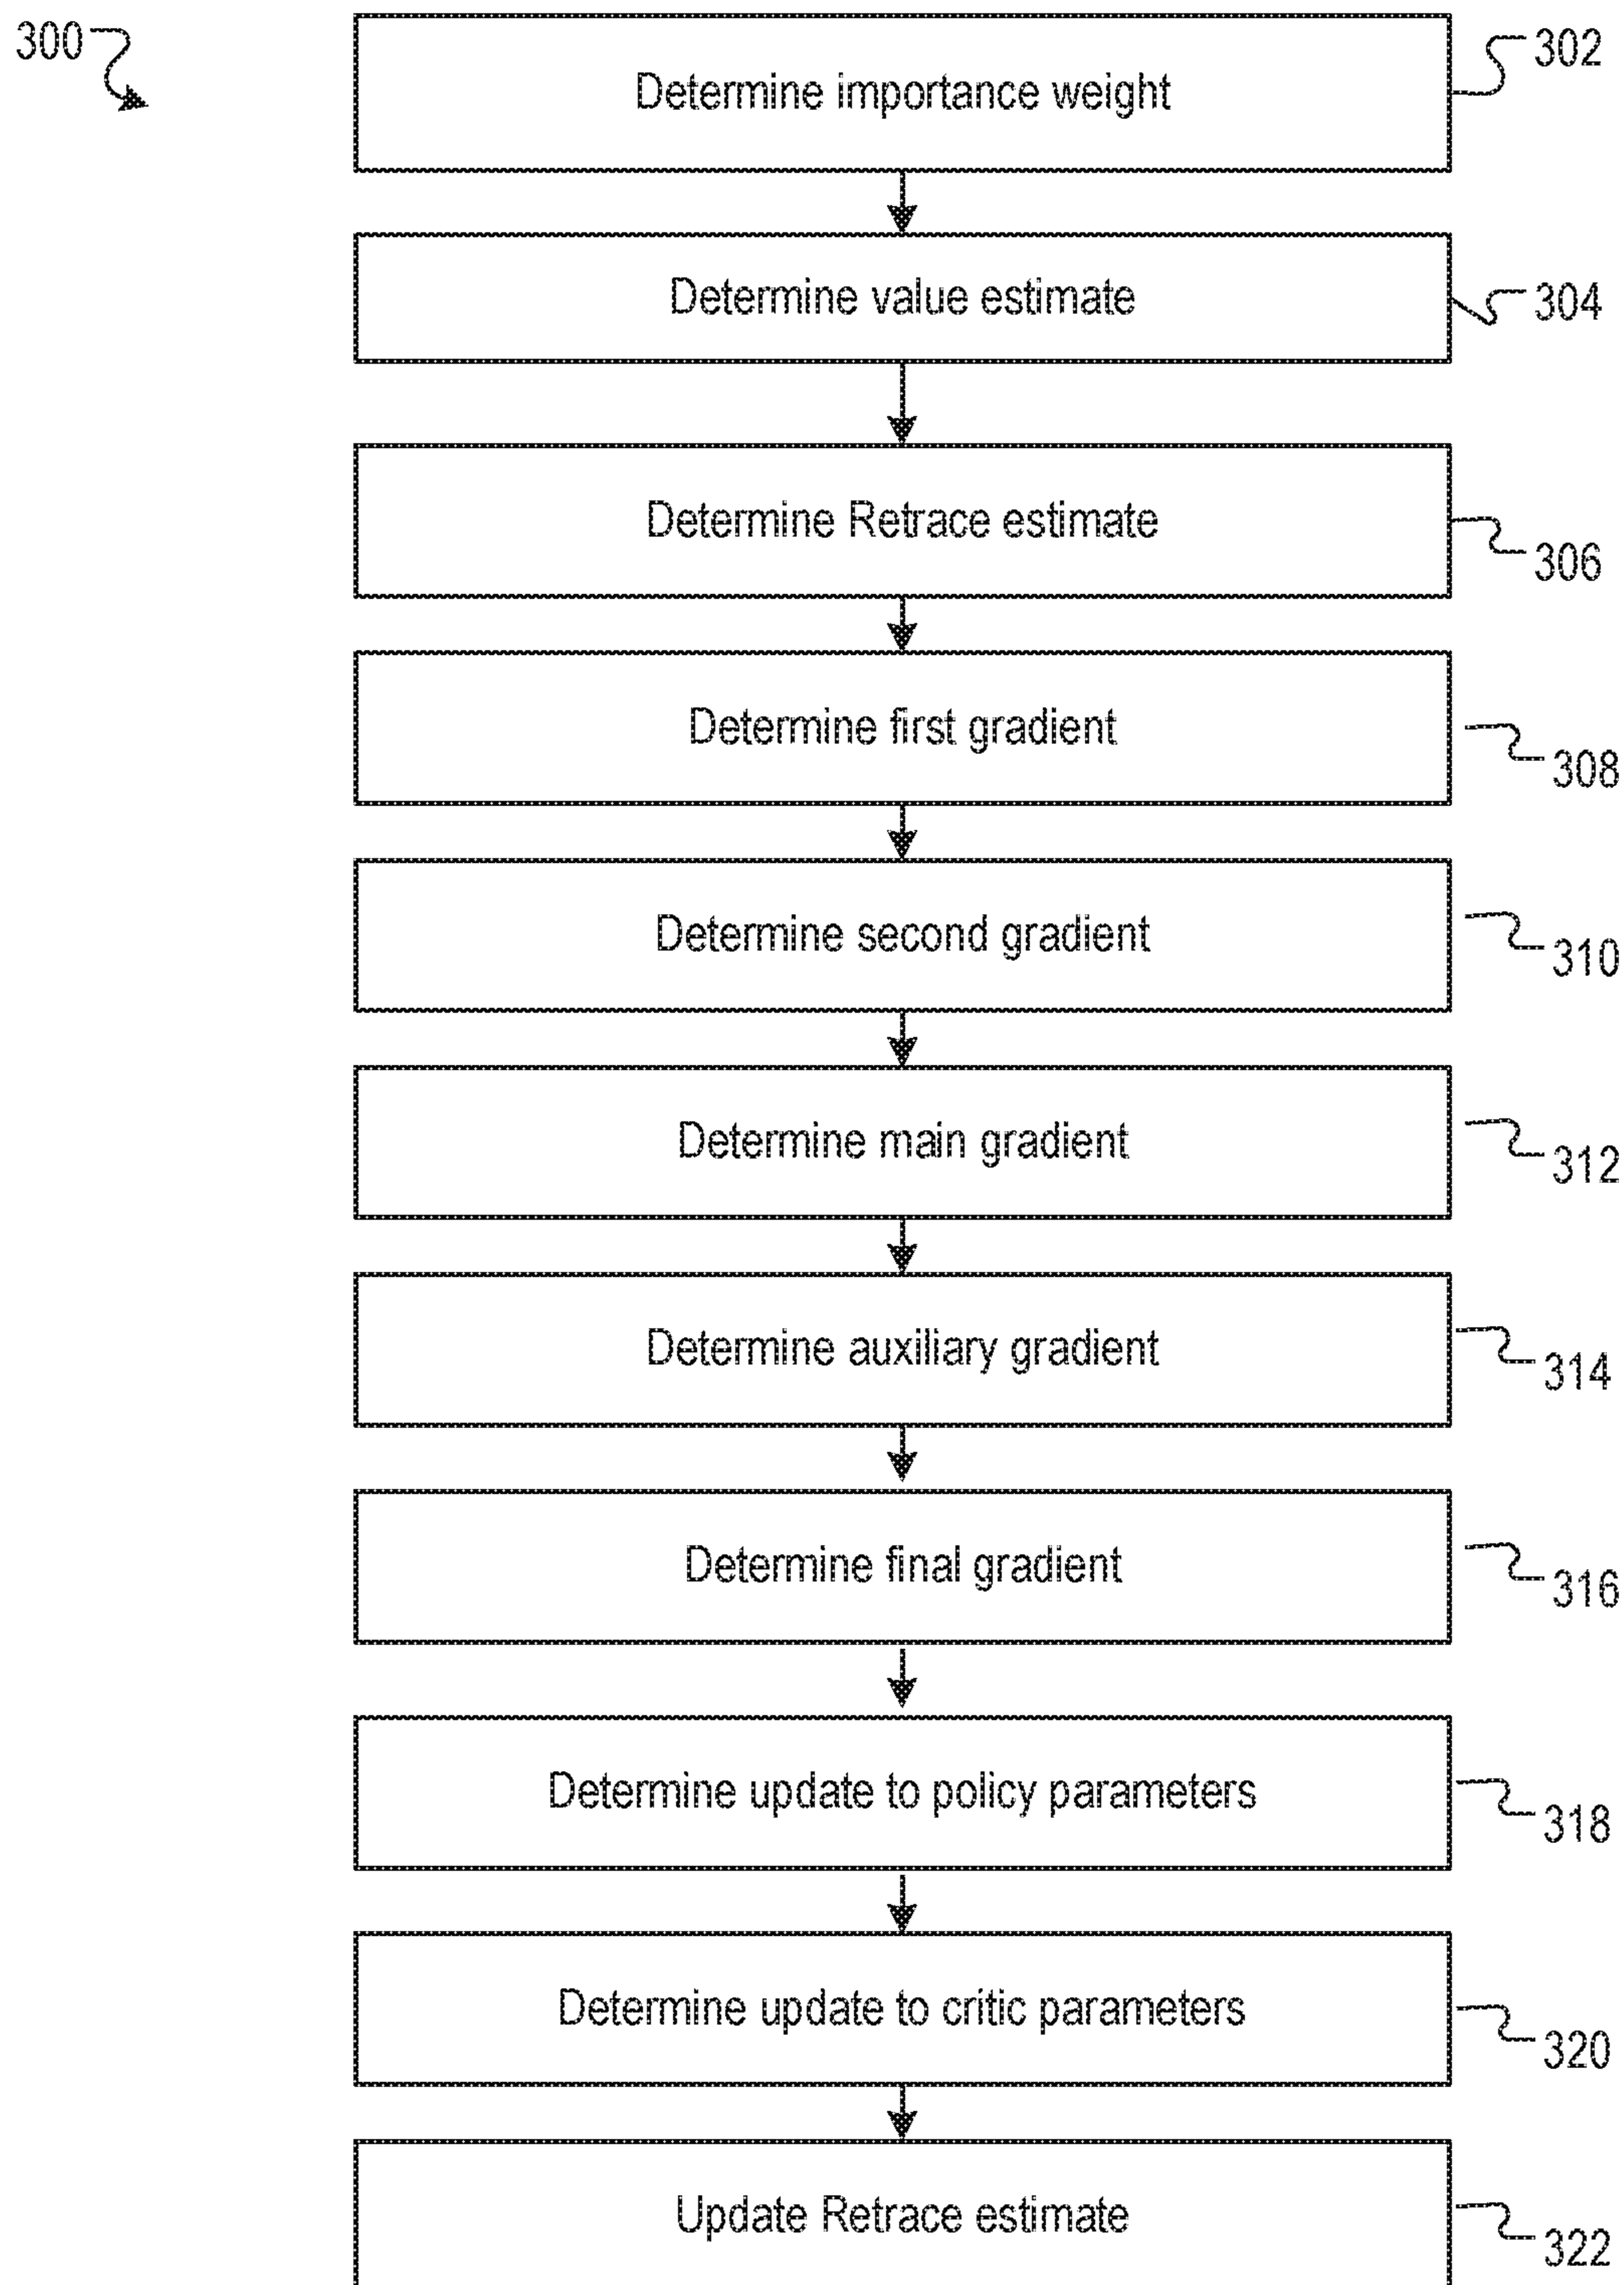 300
Determine importance weight
302
Determine value estimate
304
Determine Retrace estimate
306
Determine first gradient
308
Determine second gradient
310
Determine main gradient
312
Determine auxiliary gradient
314
Determine final gradient
316
Determine update to policy parameters
318
Determine update to critic parameters
320
Update Retrace estimate
322